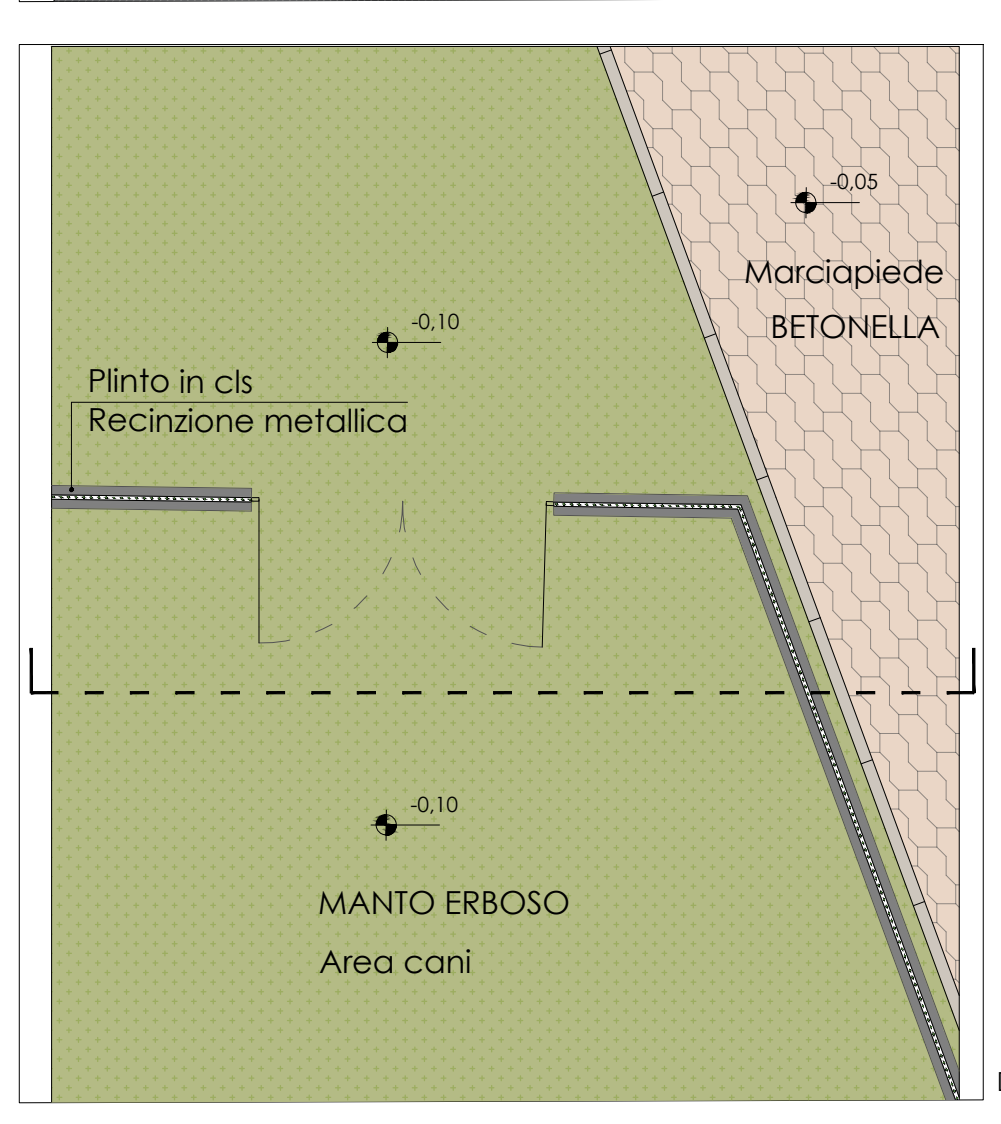 -0,05
Marciapiede
BETONELLA
-0,10
Plinto in cls
Recinzione metallica
-0,10
MANTO ERBOSO
Area cani